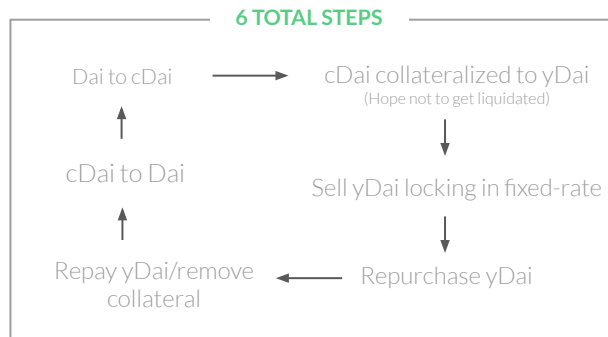 6 TOTAL STEPS
Dai to cDai
cDai collateralized to yDai
(Hope not to get liquidated)
cDai to Dai
Sell yDai locking in fixed-rate
Repay yDai/remove
collateral
Repurchase yDai